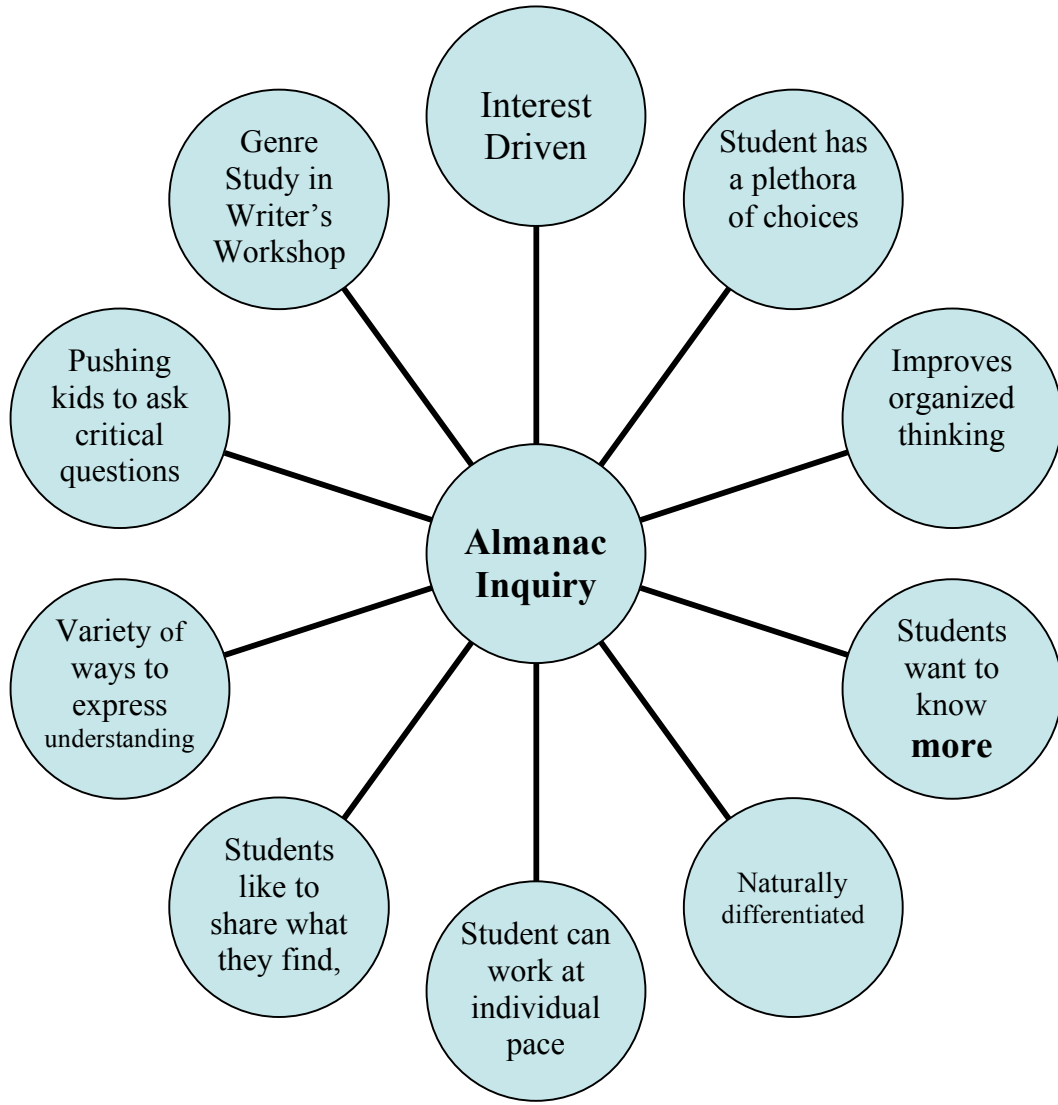 Interest
Driven
Student has
a plethora
of choices
Improves
organized
thinking
Students
want to
know
more
Naturally
differentiated
Student can
work at
individual
pace
Students
like to
share what
they find,
Variety of
ways to
express
understanding
Pushing
kids to ask
critical
questions
Genre
Study in
Writer’s
Workshop
Almanac
Inquiry